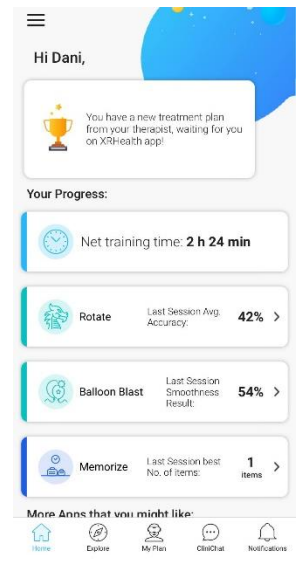 Hi Dani,
You have a new treatment plan
from your therapist, waiting for you
on XRHealth app!
Your Progress:
Net training time: 2 h 24 min
Rotate
Last Session Avg.
Accuracy:
42%
Balloon Blast
Last Session
Smoothness
Result:
54%
Memorize
Last Session best
No. of Items:
1
items
More Apps that you might like:
Home
Explore
My Plan
CliniChat
Notifications